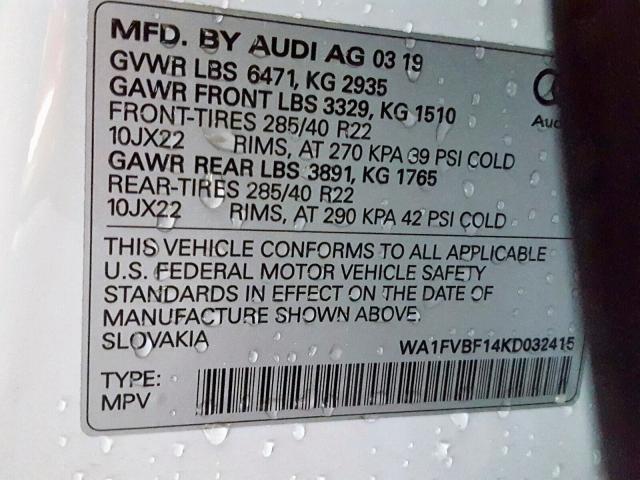 MFD. BY AUDI AG 03 19
GVWR LBS 6471, KG 2935
GAWR FRONT LBS 3329, KG 1510
FRONT-TIRES 285/40 R22
10JX22 RIMS, AT 270 KPA 39 PSI COLD
GAWR REAR LBS 3891, KG 1765
REAR-TIRES 285/40 R22
10JX22 RIMS, AT 290 KPA 42 PSI COLD
Aud
THIS VEHICLE CONFORMS TO ALL APPLICABLE
U.S. FEDERAL MOTOR VEHICLE SAFETY
STANDARDS IN EFFECT ON THE DATE OF
MANUFACTURE SHOWN ABOVE.
SLOVAKIA WA1FVBF14KD032415
TYPE:
MPV